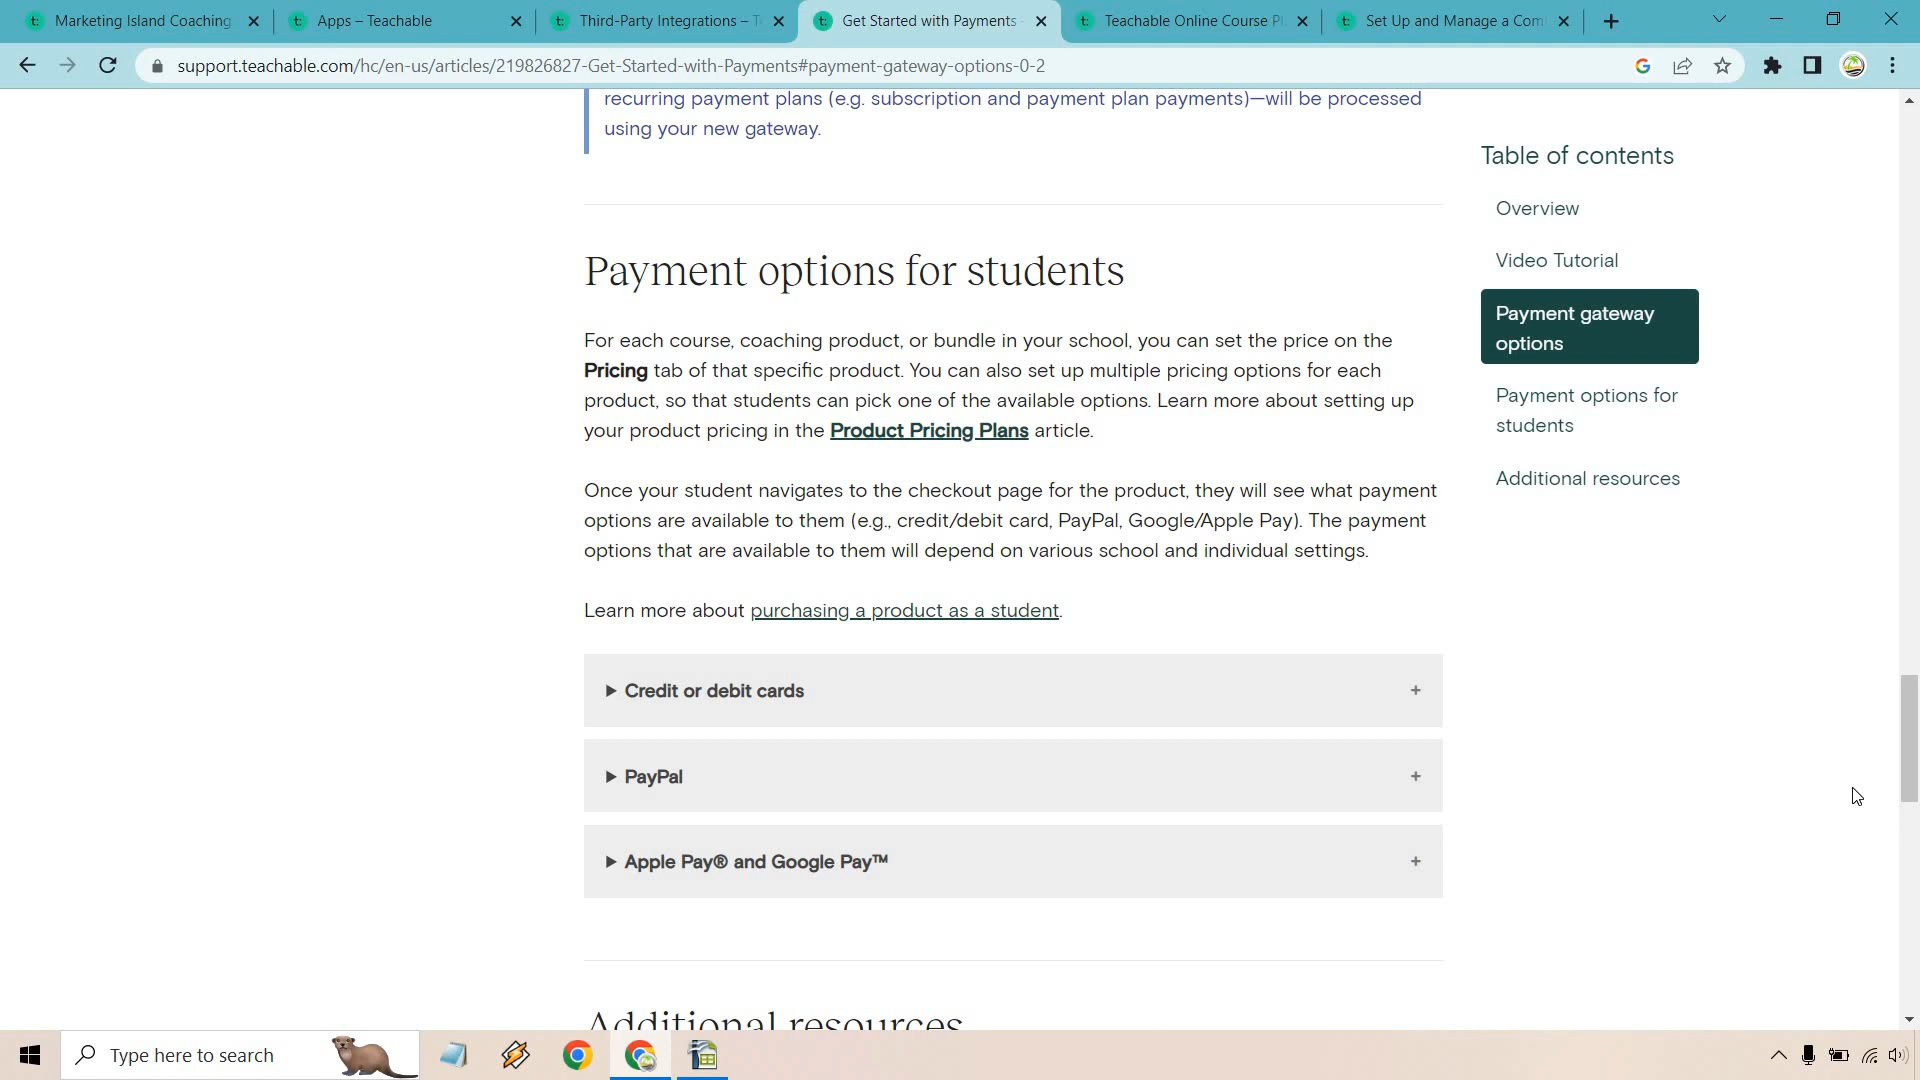 Marketing Island Coaching
Apps – Teachable
Third-Party Integrations –
Get Started with Payments
Teachable Online Course
Set Up and Manage a Com
support.teachable.com/hc/en-us/articles/219826827-Get-Started-with-Payments#payment-gateway-options-0-2
recurring payment plans (e.g. subscription and payment plan payments)—will be processed
using your new gateway.
Payment options for students
For each course, coaching product, or bundle in your school, you can set the price on the
Pricing tab of that specific product. You can also set up multiple pricing options for each
product, so that students can pick one of the available options. Learn more about setting up
your product pricing in the Product Pricing Plans article.
Once your student navigates to the checkout page for the product, they will see what payment
options are available to them (e.g., credit/debit card, PayPal, Google/Apple Pay). The payment
options that are available to them will depend on various school and individual settings.
Learn more about purchasing a product as a student.
Credit or debit cards
PayPal
Apple Pay® and Google Pay™
Additional resources
Table of contents
Overview
Video Tutorial
Payment gateway
options
Payment options for
students
Additional resources
Type here to search